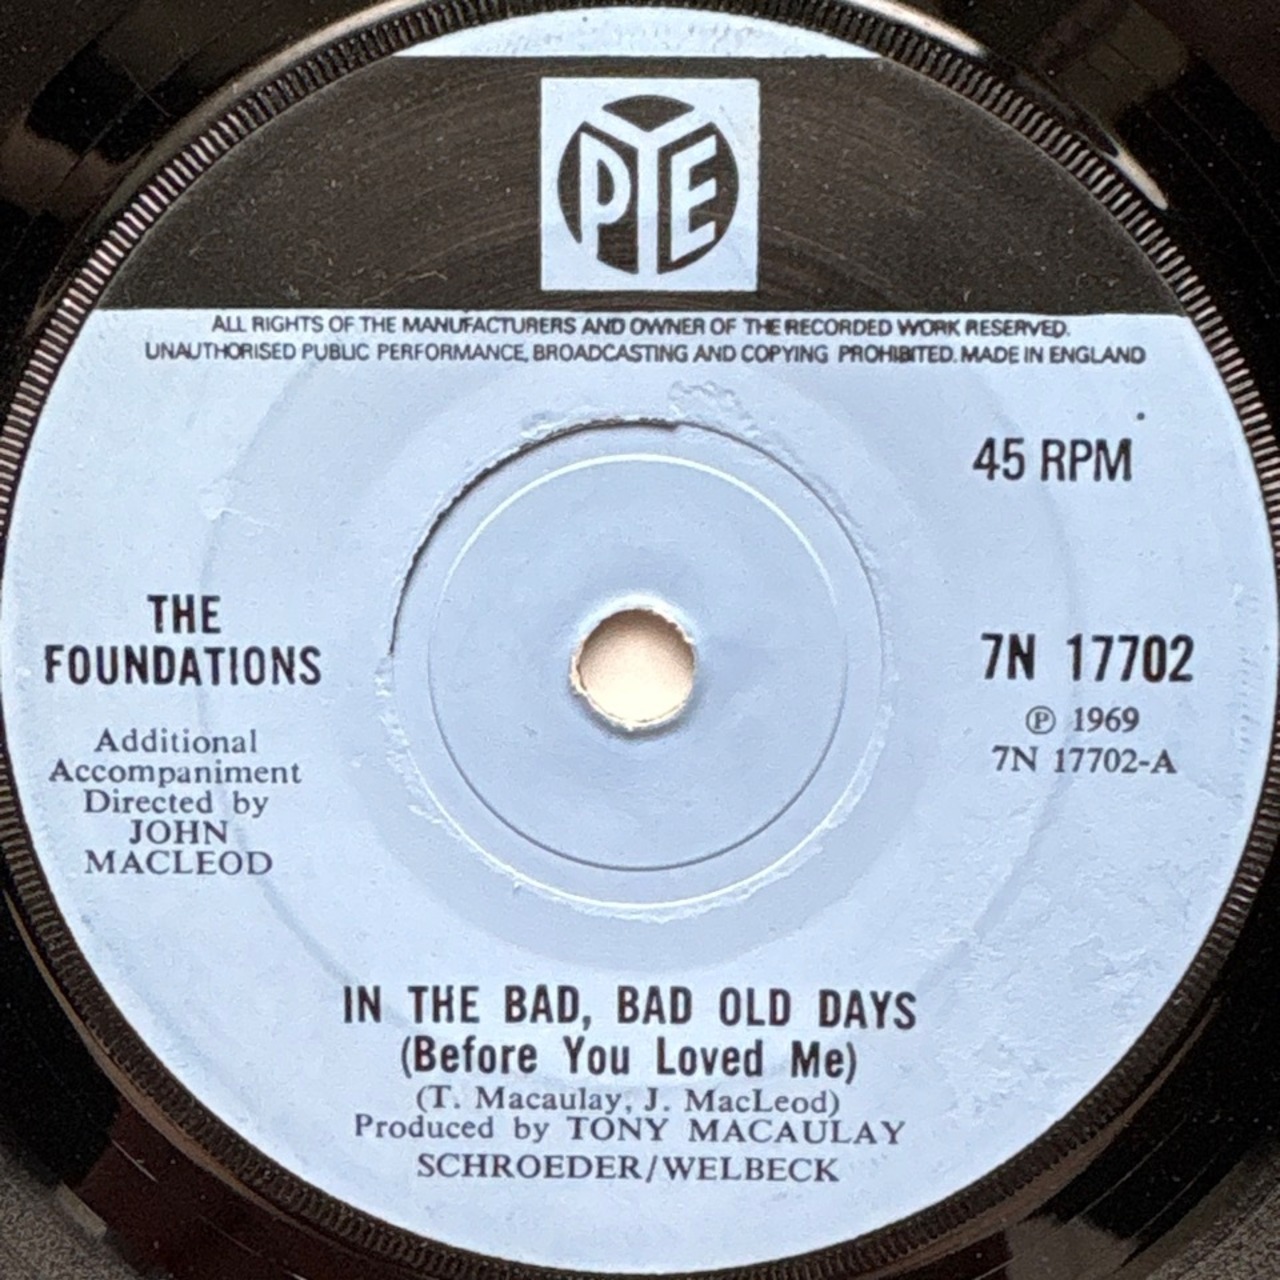 PYE
ALL RIGHTS OF THE MANUFACTURERS AND OWNER OF THE RECORDED WORK RESERVED.
UNAUTHORISED PUBLIC PERFORMANCE, BROADCASTING AND COPYING PROHIBITED. MADE IN ENGLAND
45 RPM
THE
FOUNDATIONS
Additional
Accompaniment
Directed by
JOHN
MACLEOD
7N 17702
℗ 1969
7N 17702-A
IN THE BAD, BAD OLD DAYS
(Before You Loved Me)
(T. Macaulay, J. MacLeod)
Produced by TONY MACAULAY
SCHROEDER/WELBECK